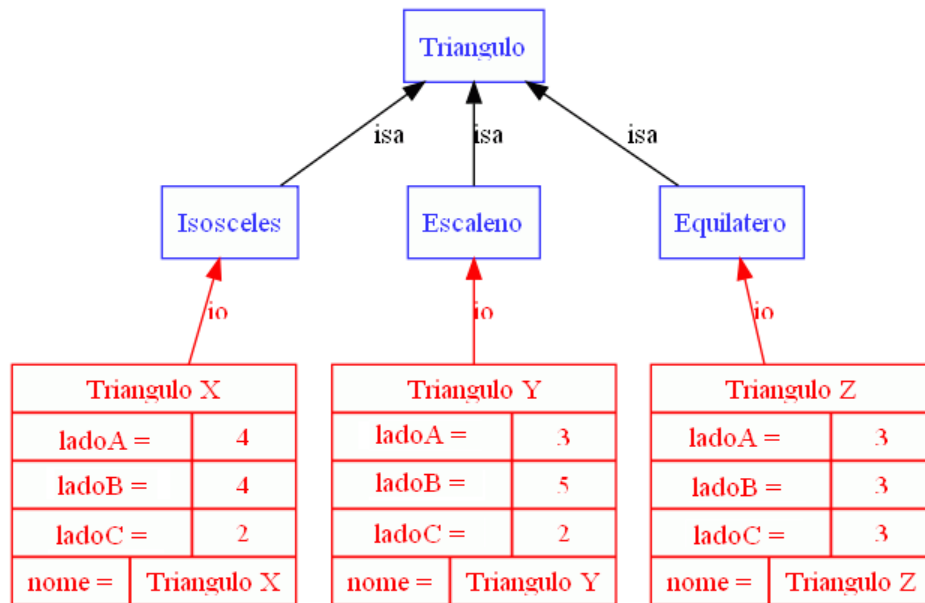 Triangulo
isa
isa
isa
Isosceles
Escaleno
Equilatero
io
io
io
Triangulo X
ladoA = 4
ladoB = 4
ladoC = 2
nome = Triangulo X
Triangulo Y
ladoA = 3
ladoB = 5
ladoC = 2
nome = Triangulo Y
Triangulo Z
ladoA = 3
ladoB = 3
ladoC = 3
nome = Triangulo Z